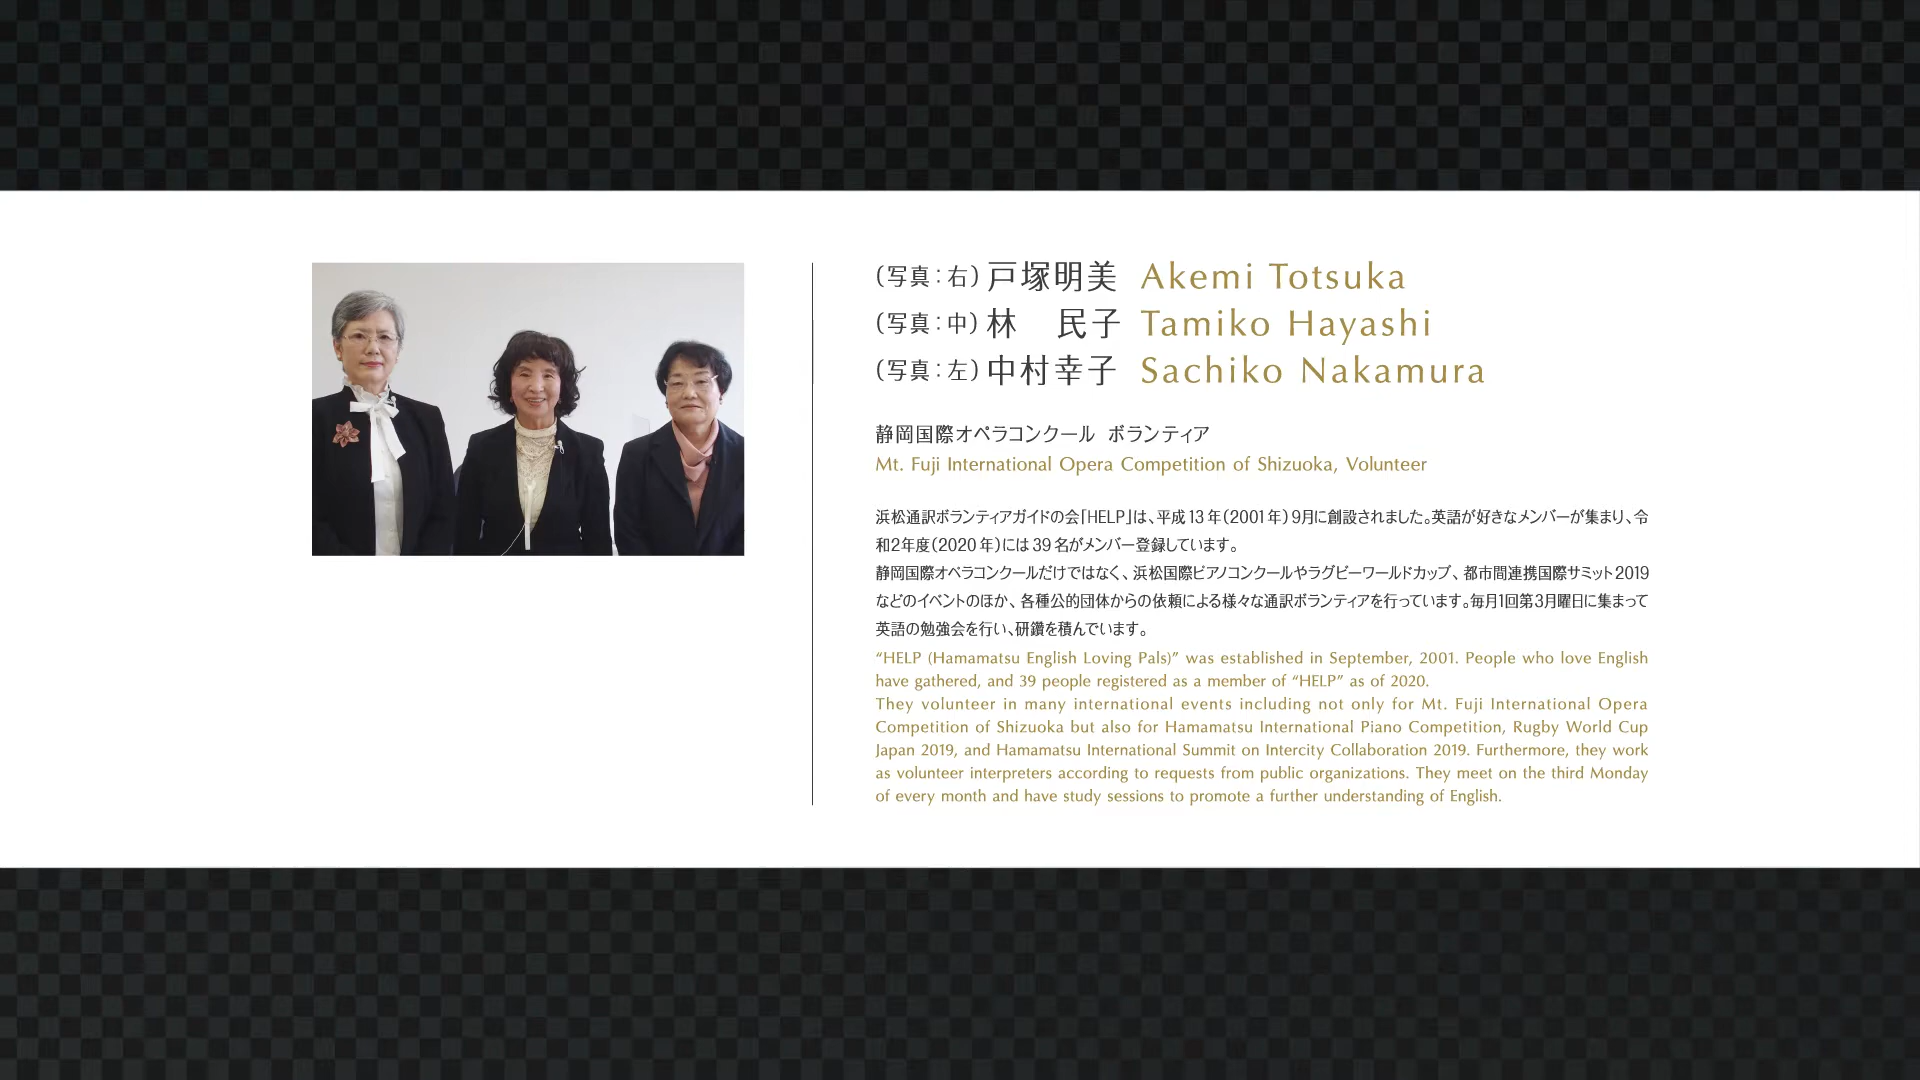 （写真：右）戸塚明美 Akemi Totsuka
（写真：中）林　民子 Tamiko Hayashi
（写真：左）中村幸子 Sachiko Nakamura
静岡国際オペラコンクール ボランティア
Mt. Fuji International Opera Competition of Shizuoka, Volunteer
浜松通訳ボランティアガイドの会「HELP」は、平成13年（2001年）9月に創設されました。英語が好きなメンバーが集まり、令
和2年度（2020年）には39名がメンバー登録しています。
静岡国際オペラコンクールだけではなく、浜松国際ピアノコンクールやラグビーワールドカップ、都市間連携国際サミット2019
などのイベントのほか、各種公的団体からの依頼による様々な通訳ボランティアを行っています。毎月1回第3月曜日に集まって
英語の勉強会を行い、研鑽を積んでいます。
“HELP (Hamamatsu English Loving Pals)” was established in September, 2001. People who love English
have gathered, and 39 people registered as a member of “HELP” as of 2020.
They volunteer in many international events including not only for Mt. Fuji International Opera
Competition of Shizuoka but also for Hamamatsu International Piano Competition, Rugby World Cup
Japan 2019, and Hamamatsu International Summit on Intercity Collaboration 2019. Furthermore, they work
as volunteer interpreters according to requests from public organizations. They meet on the third Monday
of every month and have study sessions to promote a further understanding of English.